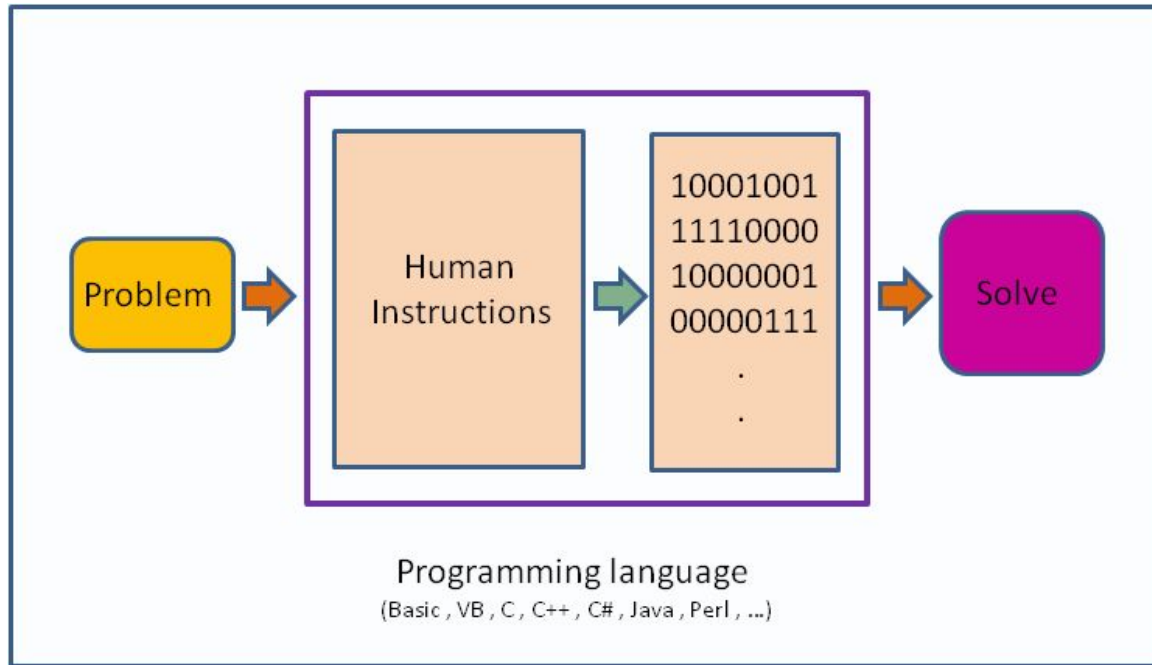 Problem
Human
Instructions
10001001
11110000
10000001
00000111
.
.
Solve
Programming language
(Basic , VB , C , C++ , C# , Java , Perl , ...)